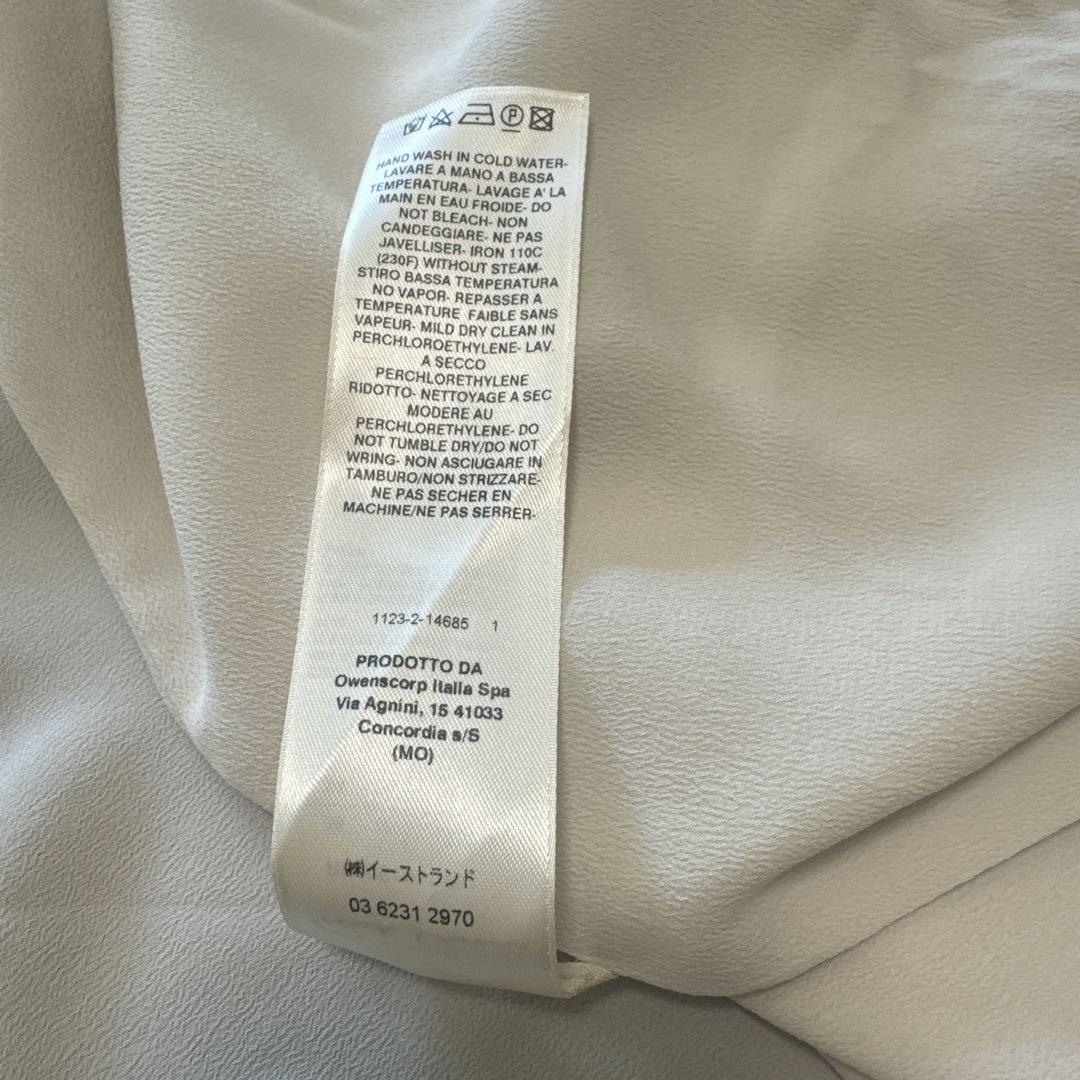 HAND WASH IN COLD WATER-
LAVARE A MANO A BASSA
TEMPERATURA- LAVAGE A' LA
MAIN EN EAU FROIDE- DO
NOT BLEACH- NON
CANDEGGIARE- NE PAS
JAVELLISER- IRON 110C
(230F) WITHOUT STEAM-
STIRO BASSA TEMPERATURA
NO VAPOR- REPASSER A
TEMPERATURE FAIBLE SANS
VAPEUR- MILD DRY CLEAN IN
PERCHLOROETHYLENE- LAV.
A SECCO
PERCHLORETHYLENE
RIDOTTO- NETTOYAGE A SEC
MODERE AU
PERCHLORETHYLENE- DO
NOT TUMBLE DRY/DO NOT
WRING- NON ASCIUGARE IN
TAMBURO/NON STRIZZARE-
NE PAS SECHER EN
MACHINE/NE PAS SERRER-
1123-2-14685 1
PRODOTTO DA
Owenscorp Italia Spa
Via Agnini, 15 41033
Concordia s/S
(MO)
㈱イーストランド
03 6231 2970